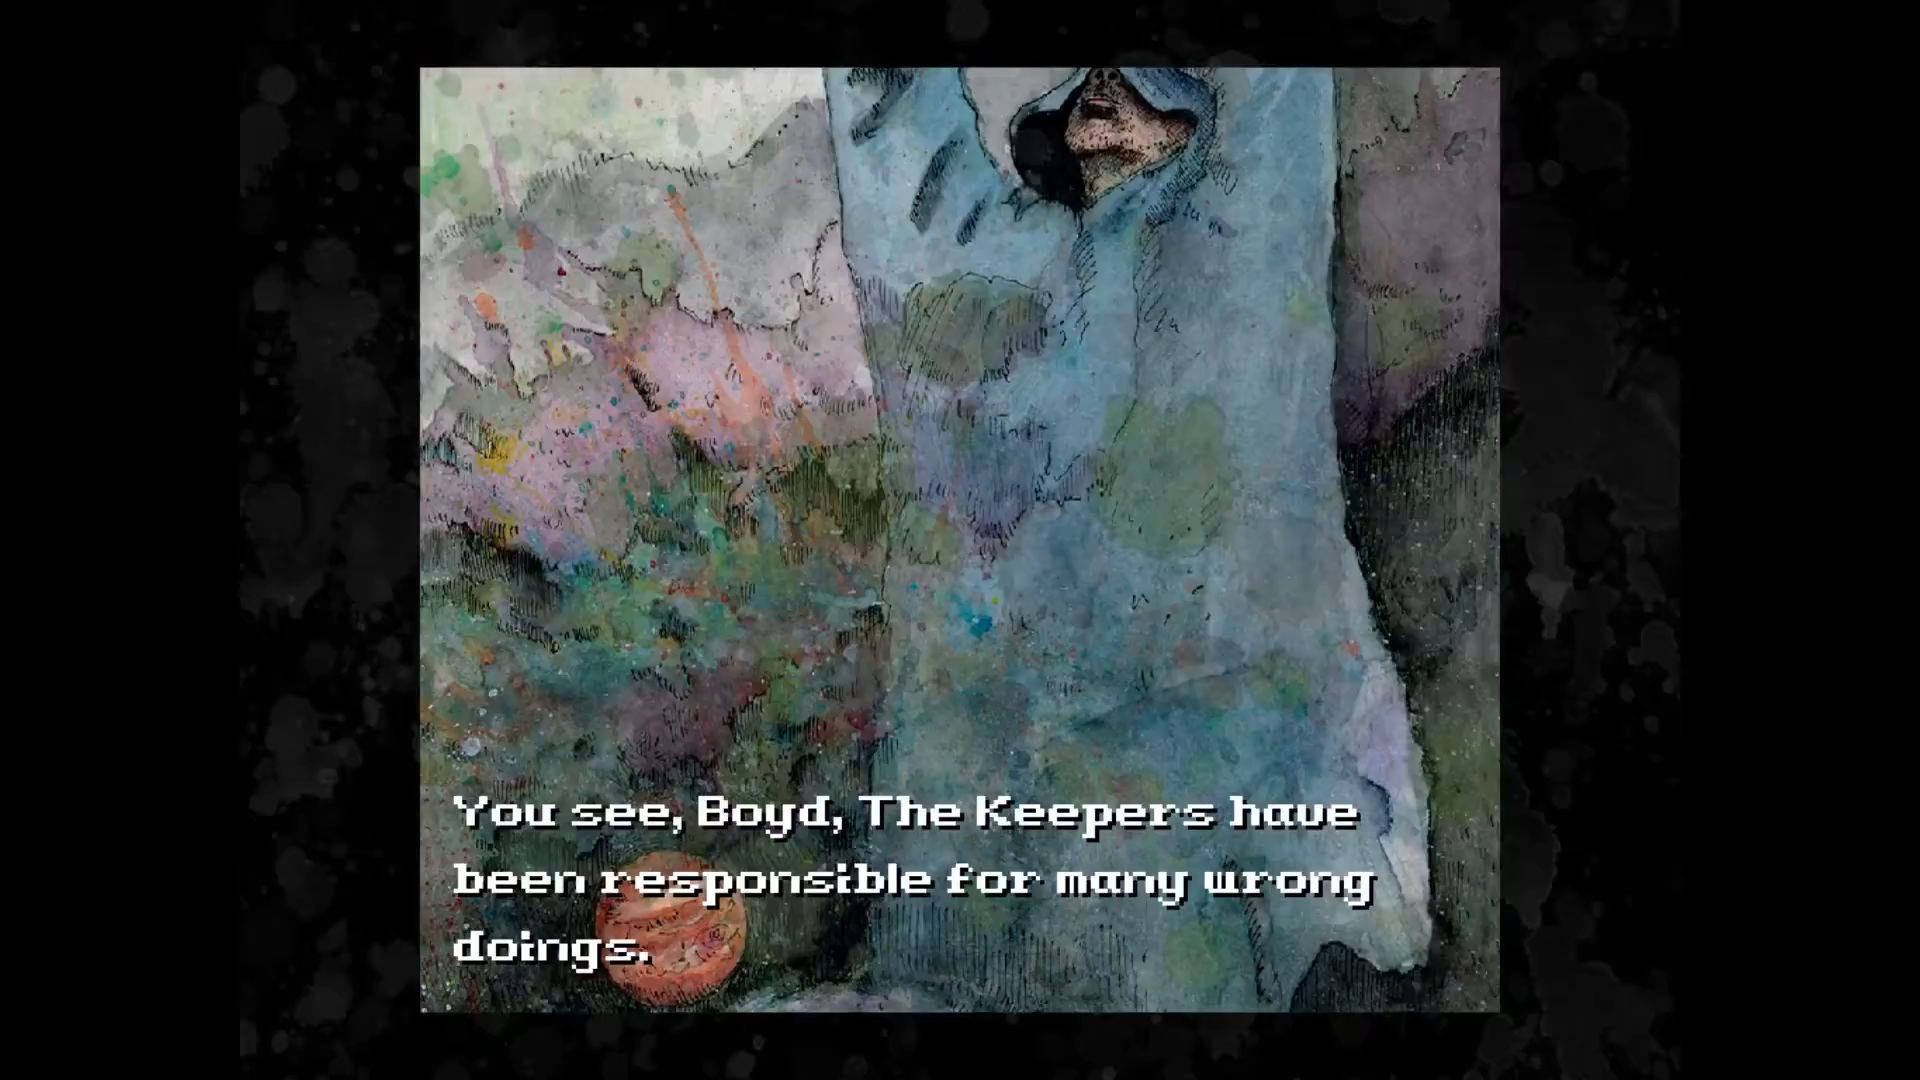 You see, Boyd, The Keepers have
been responsible for many wrong
doings.